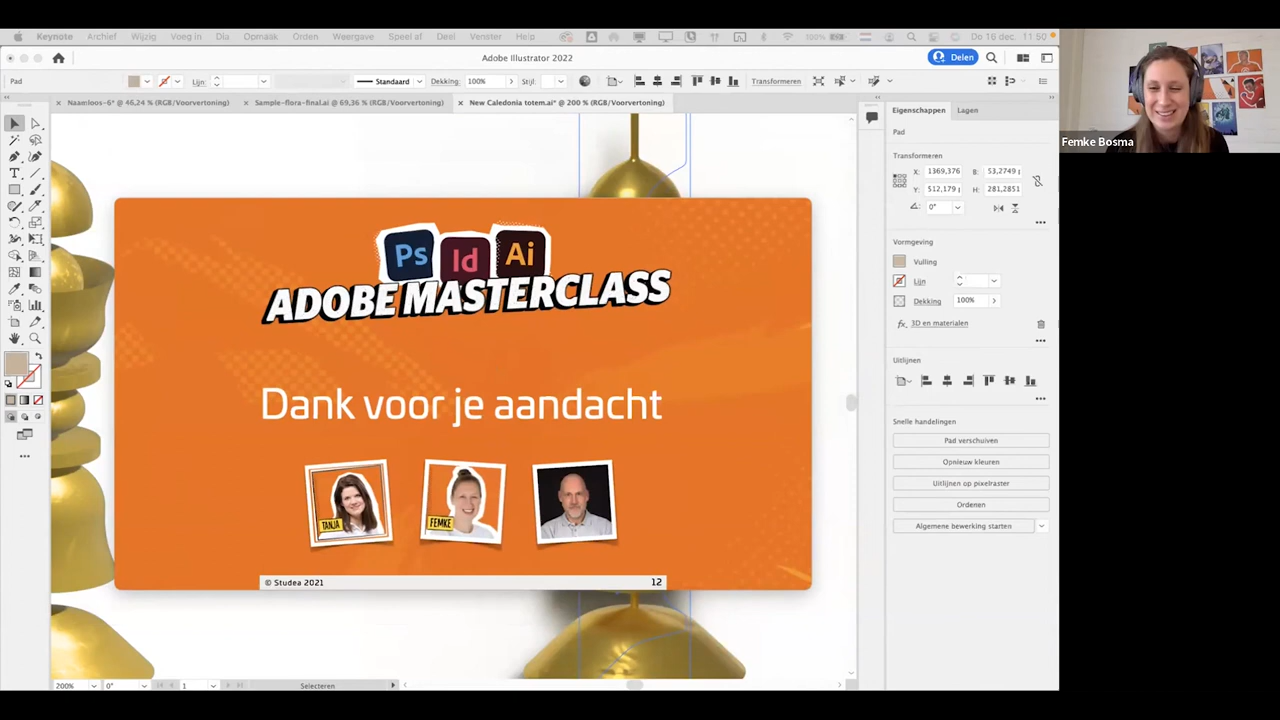 Keynote Archief Wijzig Voeg in Dia Opmaak Orden Weergave Speel af Deel Venster Help 100% Do 16 dec. 11:50
Adobe Illustrator 2022
Delen
Pad Lijn: Standaard Dekking: 100% Stijl: Transformeren
Naamloos-6* @ 46,24 % (RGB/Voorvertoning)
Sample-flora-final.ai @ 69,36 % (RGB/Voorvertoning)
New Caledonia totem.ai* @ 200 % (RGB/Voorvertoning)
Ps Id Ai
ADOBE MASTERCLASS
Dank voor je aandacht
TANJA
FEMKE
© Studea 2021
12
200% 0° 1 Selecteren
Eigenschappen Lagen
Pad
Transformeren
X: 1369,376 B: 53,2749
Y: 512,179 H: 281,2851
0°
Vormgeving
Vulling
Lijn
Dekking 100%
fx. 3D en materialen
Uitlijnen
Snelle handelingen
Pad verschuiven
Opnieuw kleuren
Uitlijnen op pixelraster
Ordenen
Algemene bewerking starten
Femke Bosma